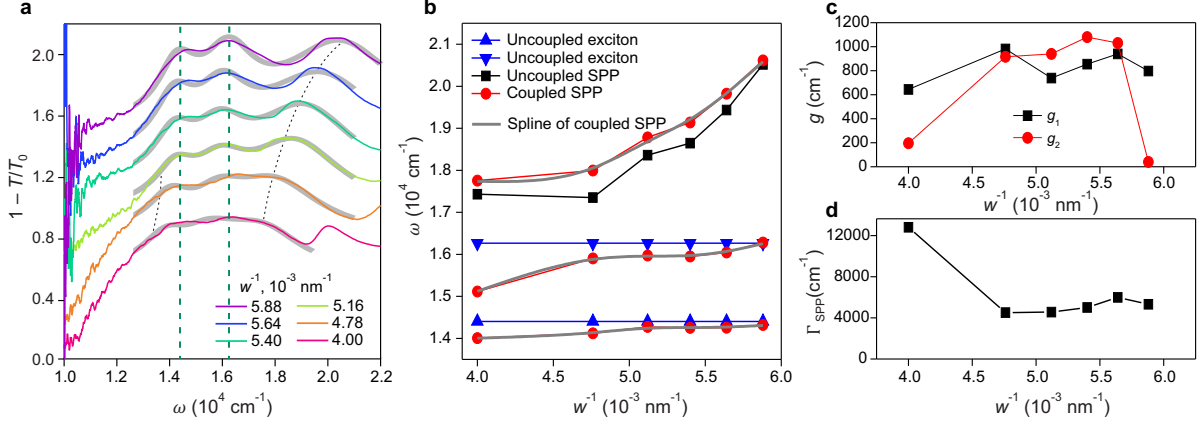 a
1 − T/T0
2.0
1.6
1.2
0.8
0.4
0.0
w-1, 10-3 nm-1
5.88
5.64
5.40
5.16
4.78
4.00
1.0 1.2 1.4 1.6 1.8 2.0 2.2
ω (10^4 cm-1)
b
ω (10^4 cm-1)
2.1
2.0
1.9
1.8
1.7
1.6
1.5
1.4
Uncoupled exciton
Uncoupled exciton
Uncoupled SPP
Coupled SPP
Spline of coupled SPP
4.0 4.5 5.0 5.5 6.0
w-1 (10-3 nm-1)
c
g (cm-1)
1200
1000
800
600
400
200
0
g1
g2
4.0 4.5 5.0 5.5 6.0
w-1 (10-3 nm-1)
d
ΓSPP(cm-1)
12000
8000
4000
0
4.0 4.5 5.0 5.5 6.0
w-1 (10-3 nm-1)